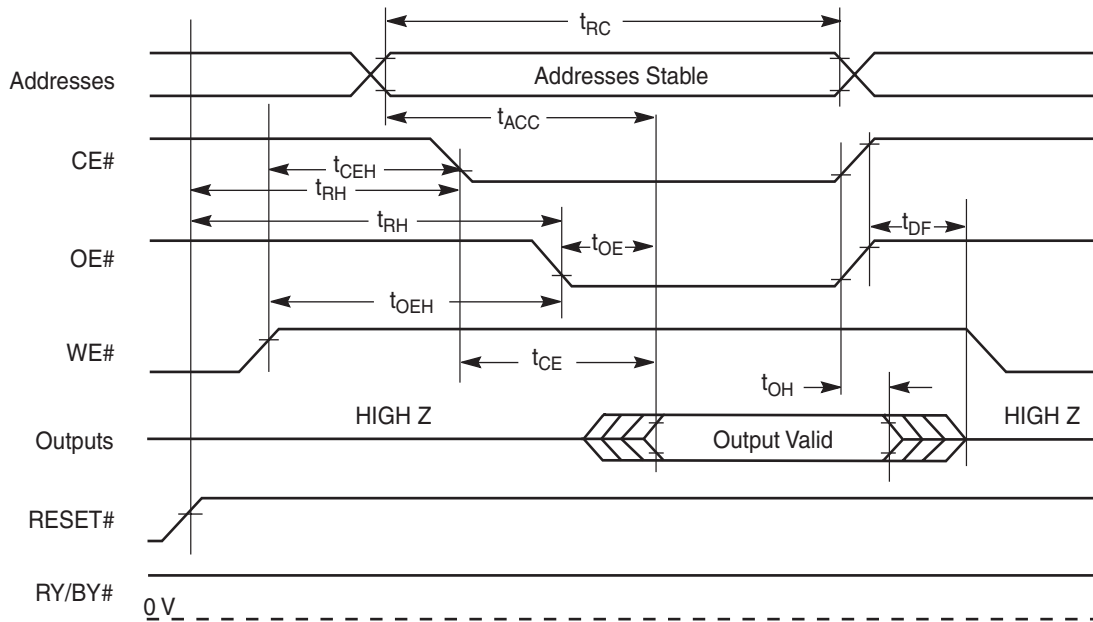 tRC
Addresses
Addresses Stable
tACC
CE#
tCEH
tRH
tRH
tDF
OE#
tOE
tOEH
WE#
tCE
tOH
HIGH Z
HIGH Z
Outputs
Output Valid
RESET#
RY/BY#
0 V